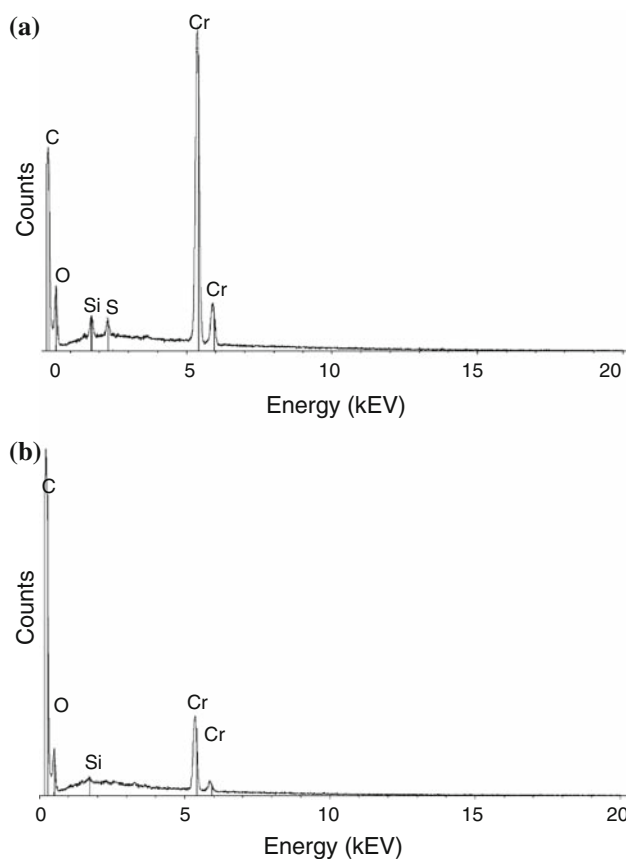 (a)
Cr
C
Counts
O
Si S
Cr
0 5 10 15 20
Energy (kEV)
(b)
C
Counts
O
Cr
Cr
Si
0 5 10 15 20
Energy (kEV)